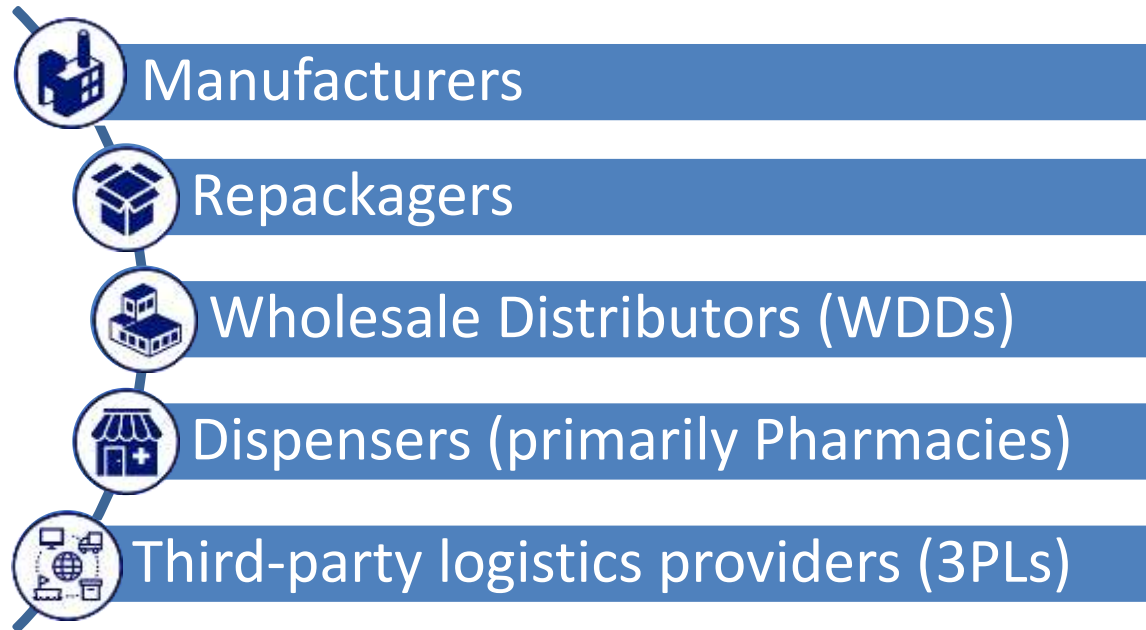 Manufacturers
Repackagers
Wholesale Distributors (WDDs)
Dispensers (primarily Pharmacies)
Third-party logistics providers (3PLs)